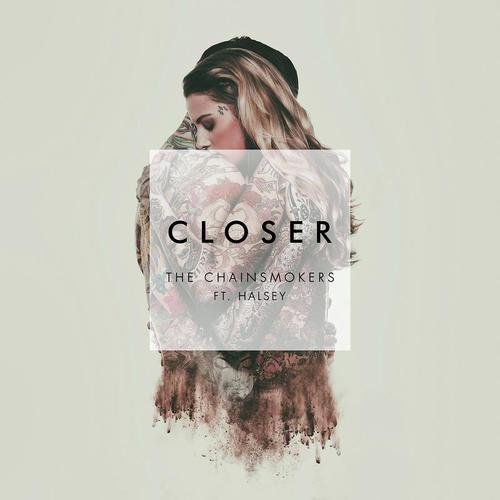 CLOSER
THE CHAINSMOKERS
FT. HALSEY